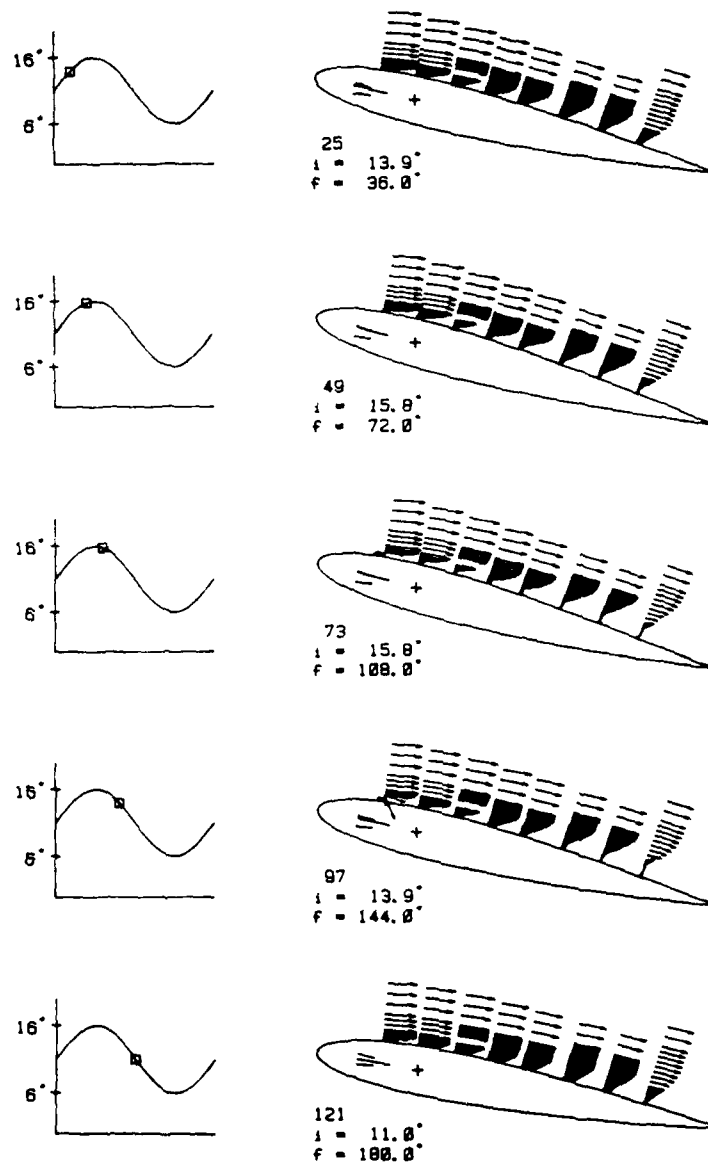 16°
6°
25
i = 13.9°
f = 36.0°
16°
6°
49
i = 15.8°
f = 72.0°
16°
6°
73
i = 15.8°
f = 108.0°
16°
6°
97
i = 13.9°
f = 144.0°
16°
6°
121
i = 11.0°
f = 180.0°